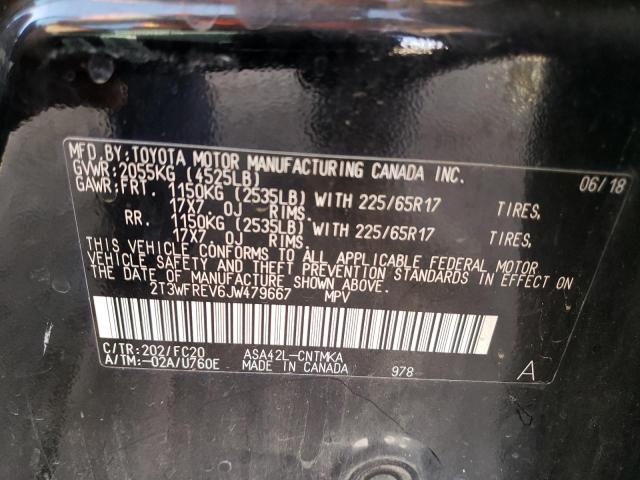 MFD.BY:TOYOTA MOTOR MANUFACTURING CANADA INC.
GVWR:2055KG (4525LB) 06/18
GAWR:FRT. 1150KG (2535LB) WITH 225/65R17 TIRES,
17X7 0J RIMS.
RR. 1150KG (2535LB) WITH 225/65R17 TIRES,
17X7 0J RIMS.
THIS VEHICLE CONFORMS TO ALL APPLICABLE FEDERAL MOTOR
VEHICLE SAFETY AND THEFT PREVENTION STANDARDS IN EFFECT ON
THE DATE OF MANUFACTURE SHOWN ABOVE.
2T3WFREV6JW479667 MPV
C/TR:202/FC20 ASA42L-CNTMKA
A/TM:-02A/U760E MADE IN CANADA 978 A